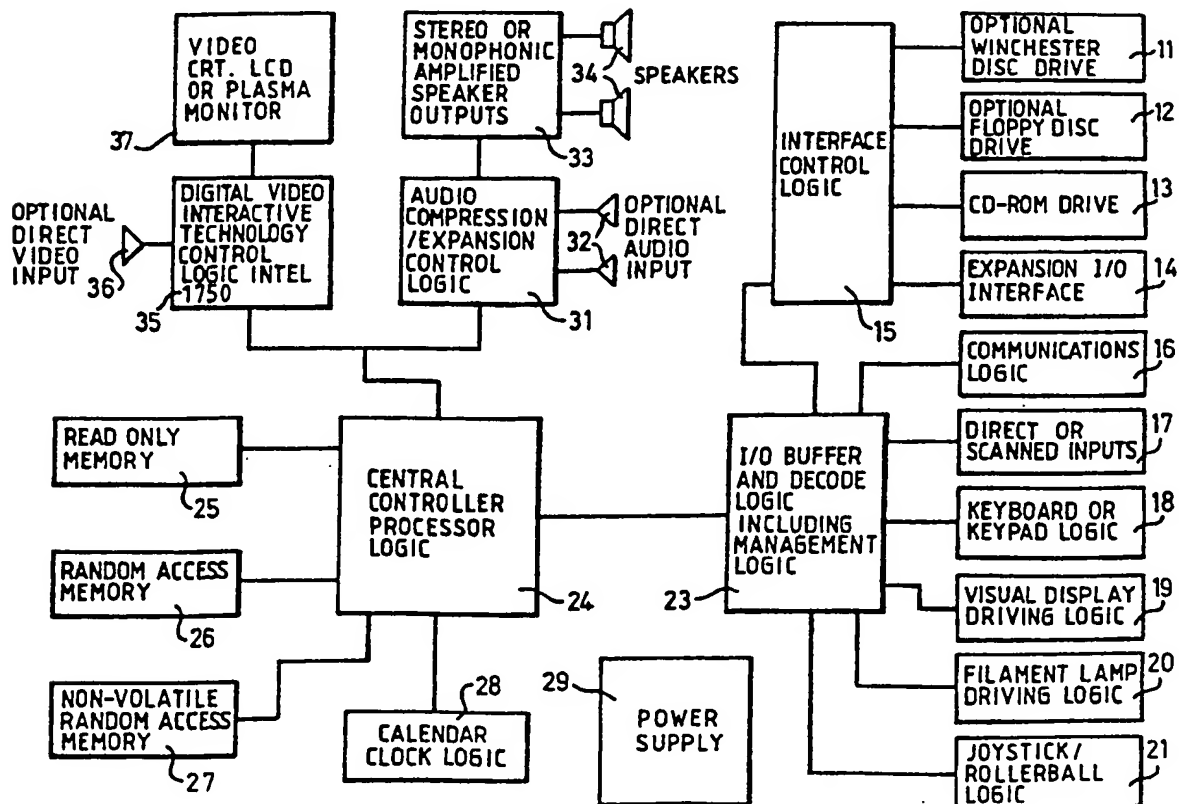 VIDEO
CRT. LCD
OR PLASMA
MONITOR
37
STEREO OR
MONOPHONIC
AMPLIFIED
SPEAKER
OUTPUTS
33
34
SPEAKERS
OPTIONAL
DIRECT
VIDEO
INPUT
36
DIGITAL VIDEO
INTERACTIVE
TECHNOLOGY
CONTROL
LOGIC INTEL
1750
35
AUDIO
COMPRESSION
/EXPANSION
CONTROL
LOGIC
31
32
OPTIONAL
DIRECT
AUDIO
INPUT
INTERFACE
CONTROL
LOGIC
15
OPTIONAL
WINCHESTER
DISC DRIVE
11
OPTIONAL
FLOPPY DISC
DRIVE
12
CD-ROM DRIVE
13
EXPANSION I/O
INTERFACE
14
COMMUNICATIONS
LOGIC
16
DIRECT OR
SCANNED INPUTS
17
KEYBOARD OR
KEYPAD LOGIC
18
VISUAL DISPLAY
DRIVING LOGIC
19
FILAMENT LAMP
DRIVING LOGIC
20
JOYSTICK/
ROLLERBALL
LOGIC
21
READ ONLY
MEMORY
25
RANDOM ACCESS
MEMORY
26
NON-VOLATILE
RANDOM ACCESS
MEMORY
27
CENTRAL
CONTROLLER
PROCESSOR
LOGIC
24
I/O BUFFER
AND DECODE
LOGIC
INCLUDING
MANAGEMENT
LOGIC
23
28
CALENDAR
CLOCK LOGIC
29
POWER
SUPPLY